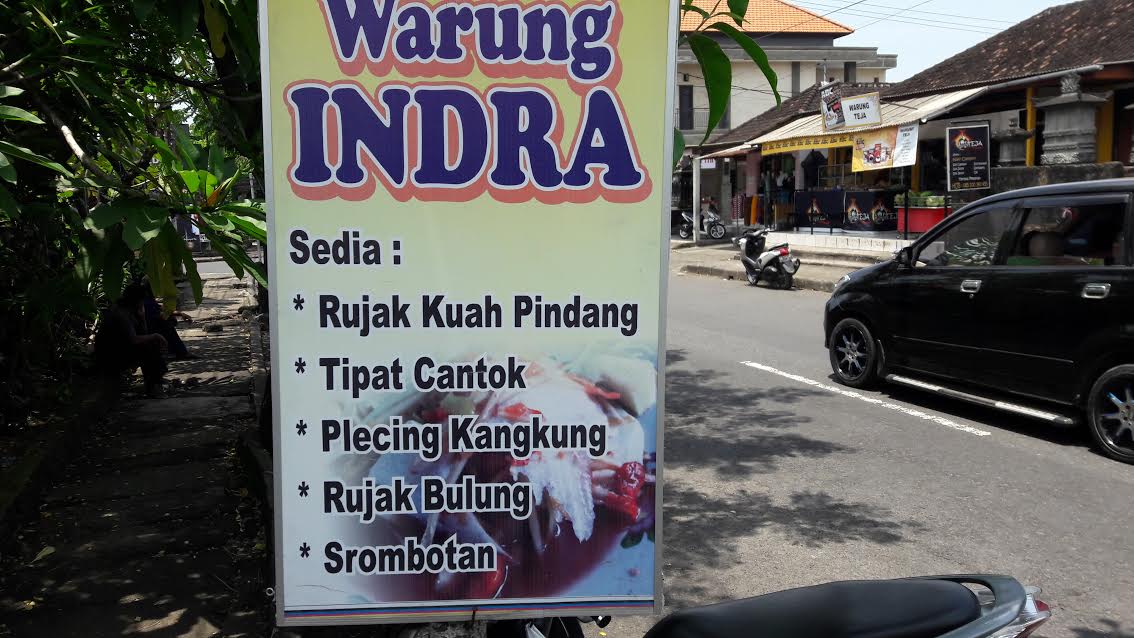 Warung
INDRA
Sedia :
* Rujak Kuah Pindang
* Tipat Cantok
* Plecing Kangkung
* Rujak Bulung
* Srombotan
WARUNG
TEJA